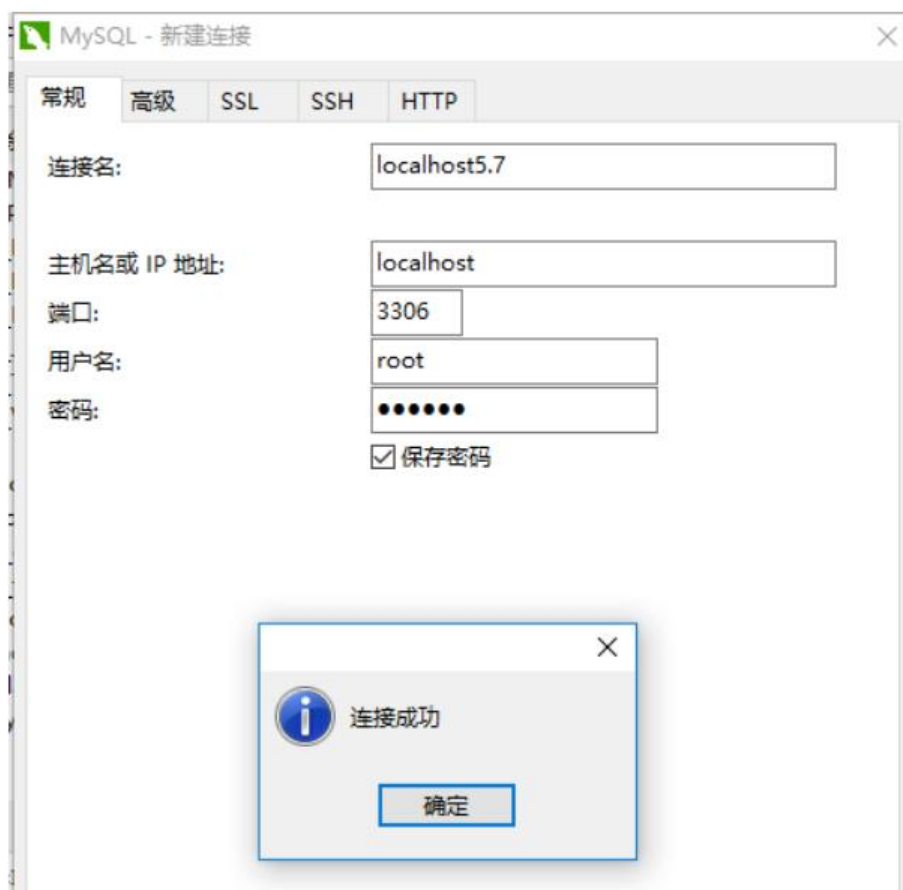 MySQL - 新建连接
常规 高级 SSL SSH HTTP
连接名: localhost5.7
主机名或 IP 地址: localhost
端口: 3306
用户名: root
密码: ●●●●●●
保存密码
连接成功
确定